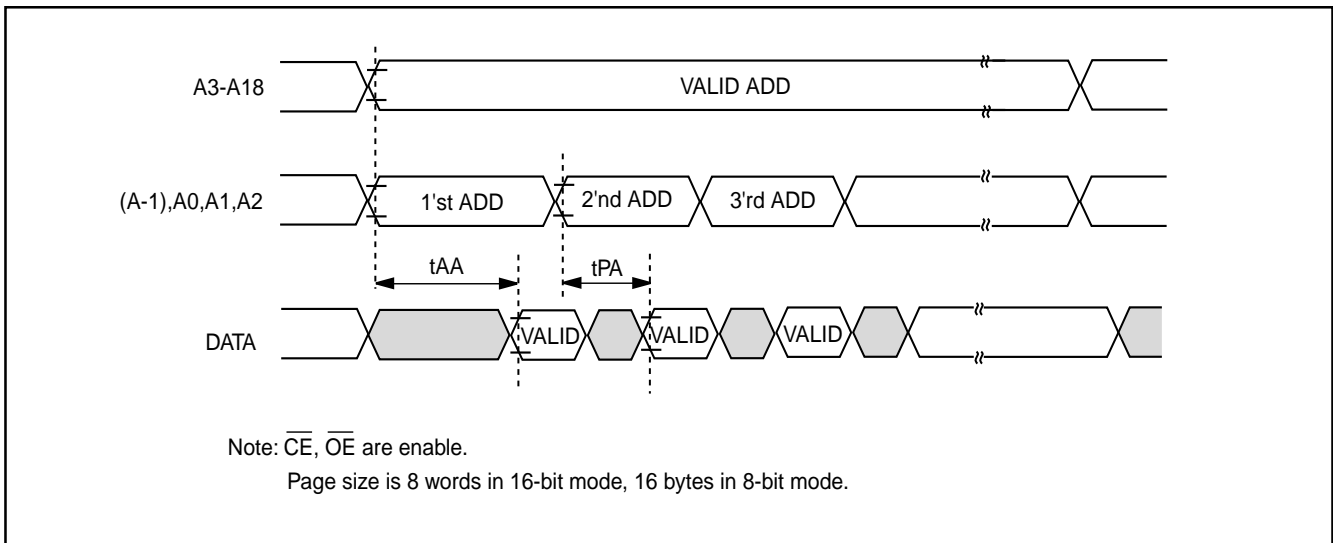 A3-A18
VALID ADD
(A-1),A0,A1,A2
1'st ADD
2'nd ADD
3'rd ADD
tAA
tPA
DATA
VALID
VALID
VALID
Note: CE, OE are enable.
Page size is 8 words in 16-bit mode, 16 bytes in 8-bit mode.